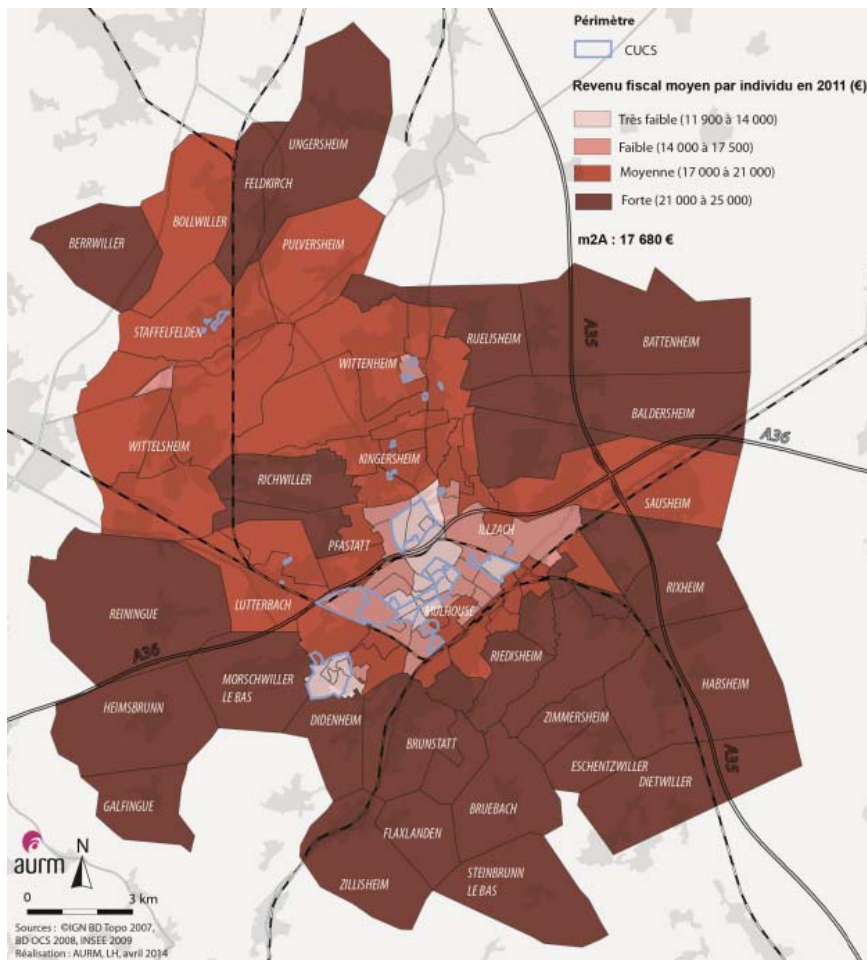 Périmètre
CUCS
Revenu fiscal moyen par individu en 2011 (€)
Très faible (11 900 à 14 000)
Faible (14 000 à 17 500)
Moyenne (17 000 à 21 000)
Forte (21 000 à 25 000)
m2A : 17 680 €
UNGERSHEIM
FELDKIRCH
BOLLWILLER
BERRWILLER
PULVERSHEIM
STAFFELFELDEN
RUELISHEIM
A35
BATTENHEIM
WITTENHEIM
BALDERSHEIM
A36
WITTELSHEIM
KINGERSHEIM
RICHWILLER
SAUSHEIM
ILLZACH
PFASTATT
RIXHEIM
LUTTERBACH
MULHOUSE
REININGUE
A36
RIEDISHEIM
MORSCHWILLER
LE BAS
HABSHEIM
HEIMSBRUNN
DIDENHEIM
ZIMMERSHEIM
BRUNSTATT
ESCHENTZWILLER
DIETWILLER
A35
GALFINGUE
BRUEBACH
FLAXLANDEN
STEINBRUNN
LE BAS
ZILLISHEIM
aurm
N
0 3 km
Sources : ©IGN BD Topo 2007,
BD OCS 2008, INSEE 2009
Réalisation : AURM, LH, avril 2014